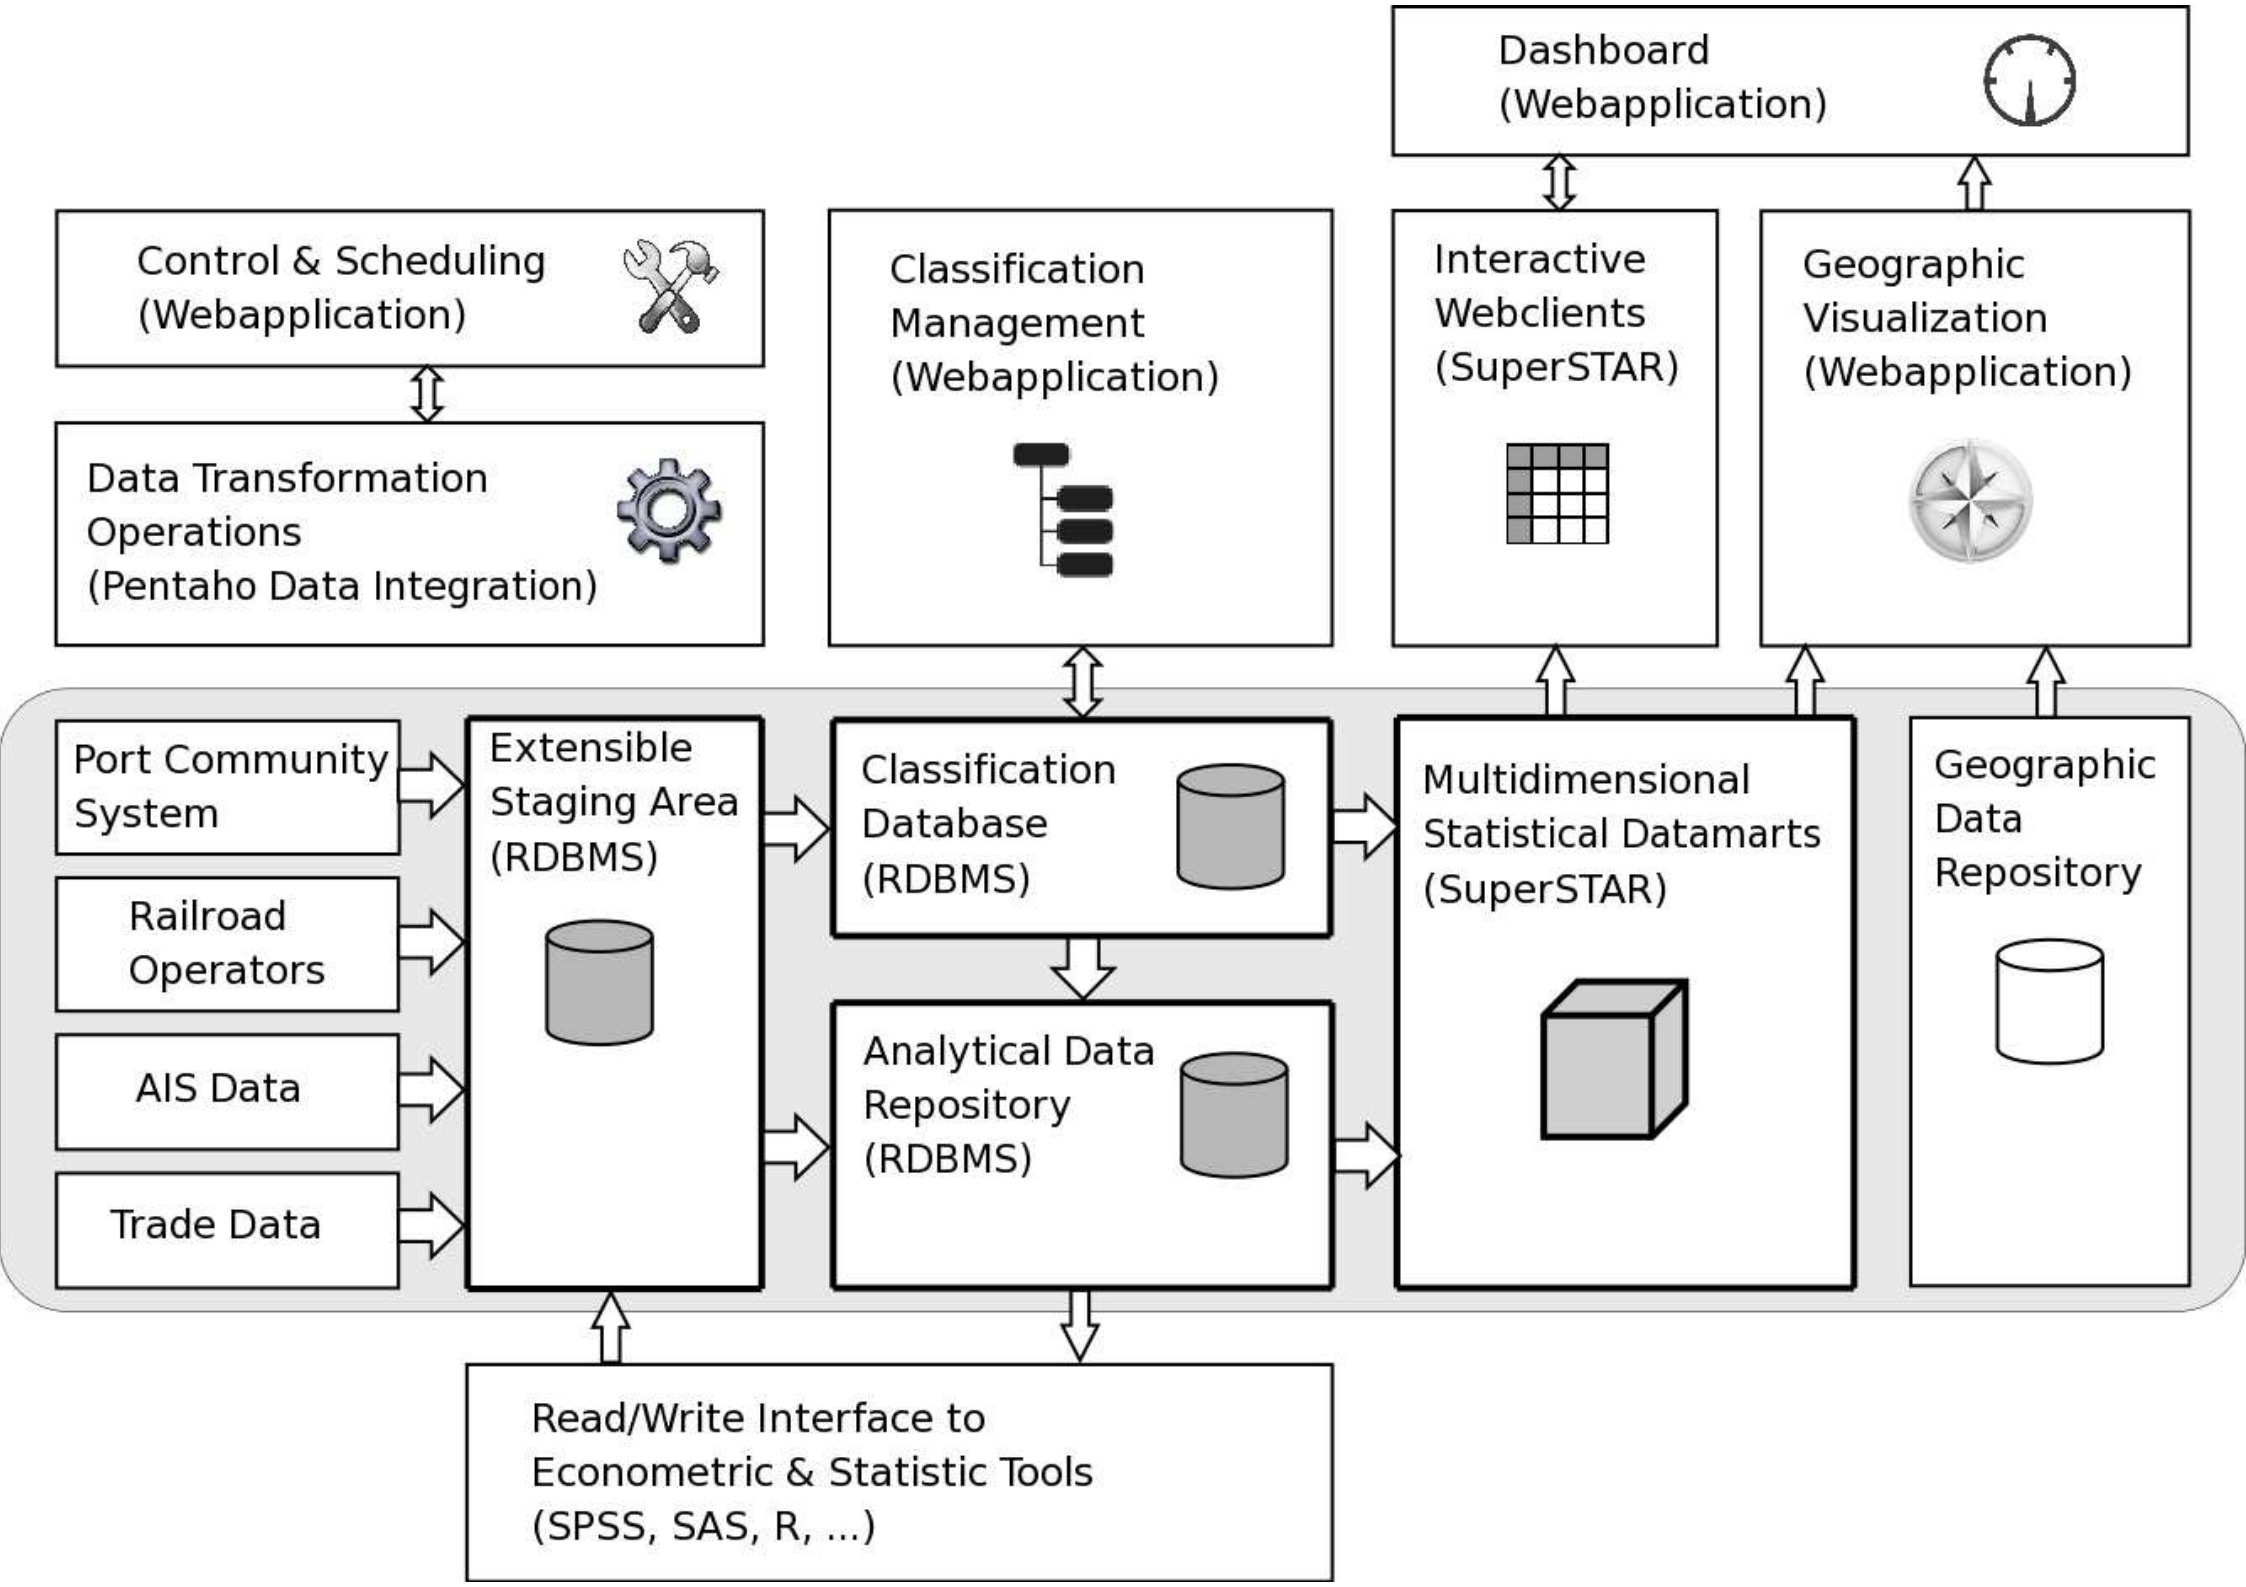 Dashboard
(Webapplication)
Control & Scheduling
(Webapplication)
Classification
Management
(Webapplication)
Interactive
Webclients
(SuperSTAR)
Geographic
Visualization
(Webapplication)
Data Transformation
Operations
(Pentaho Data Integration)
Port Community
System
Railroad
Operators
AIS Data
Trade Data
Extensible
Staging Area
(RDBMS)
Classification
Database
(RDBMS)
Analytical Data
Repository
(RDBMS)
Multidimensional
Statistical Datamarts
(SuperSTAR)
Geographic
Data
Repository
Read/Write Interface to
Econometric & Statistic Tools
(SPSS, SAS, R, ...)